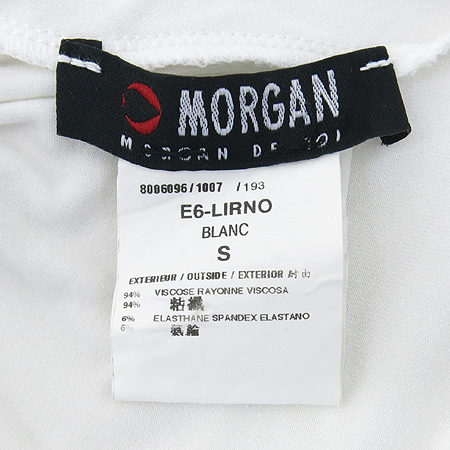 MORGAN
MORGAN DE TOI
8006096/1007 /193
E6-LIRNO
BLANC
S
EXTERIEUR / OUTSIDE / EXTERIOR
94% VISCOSE RAYONNE VISCOSA
94% 粘纖
6% ELASTHANE SPANDEX ELASTANO
6% 氨綸